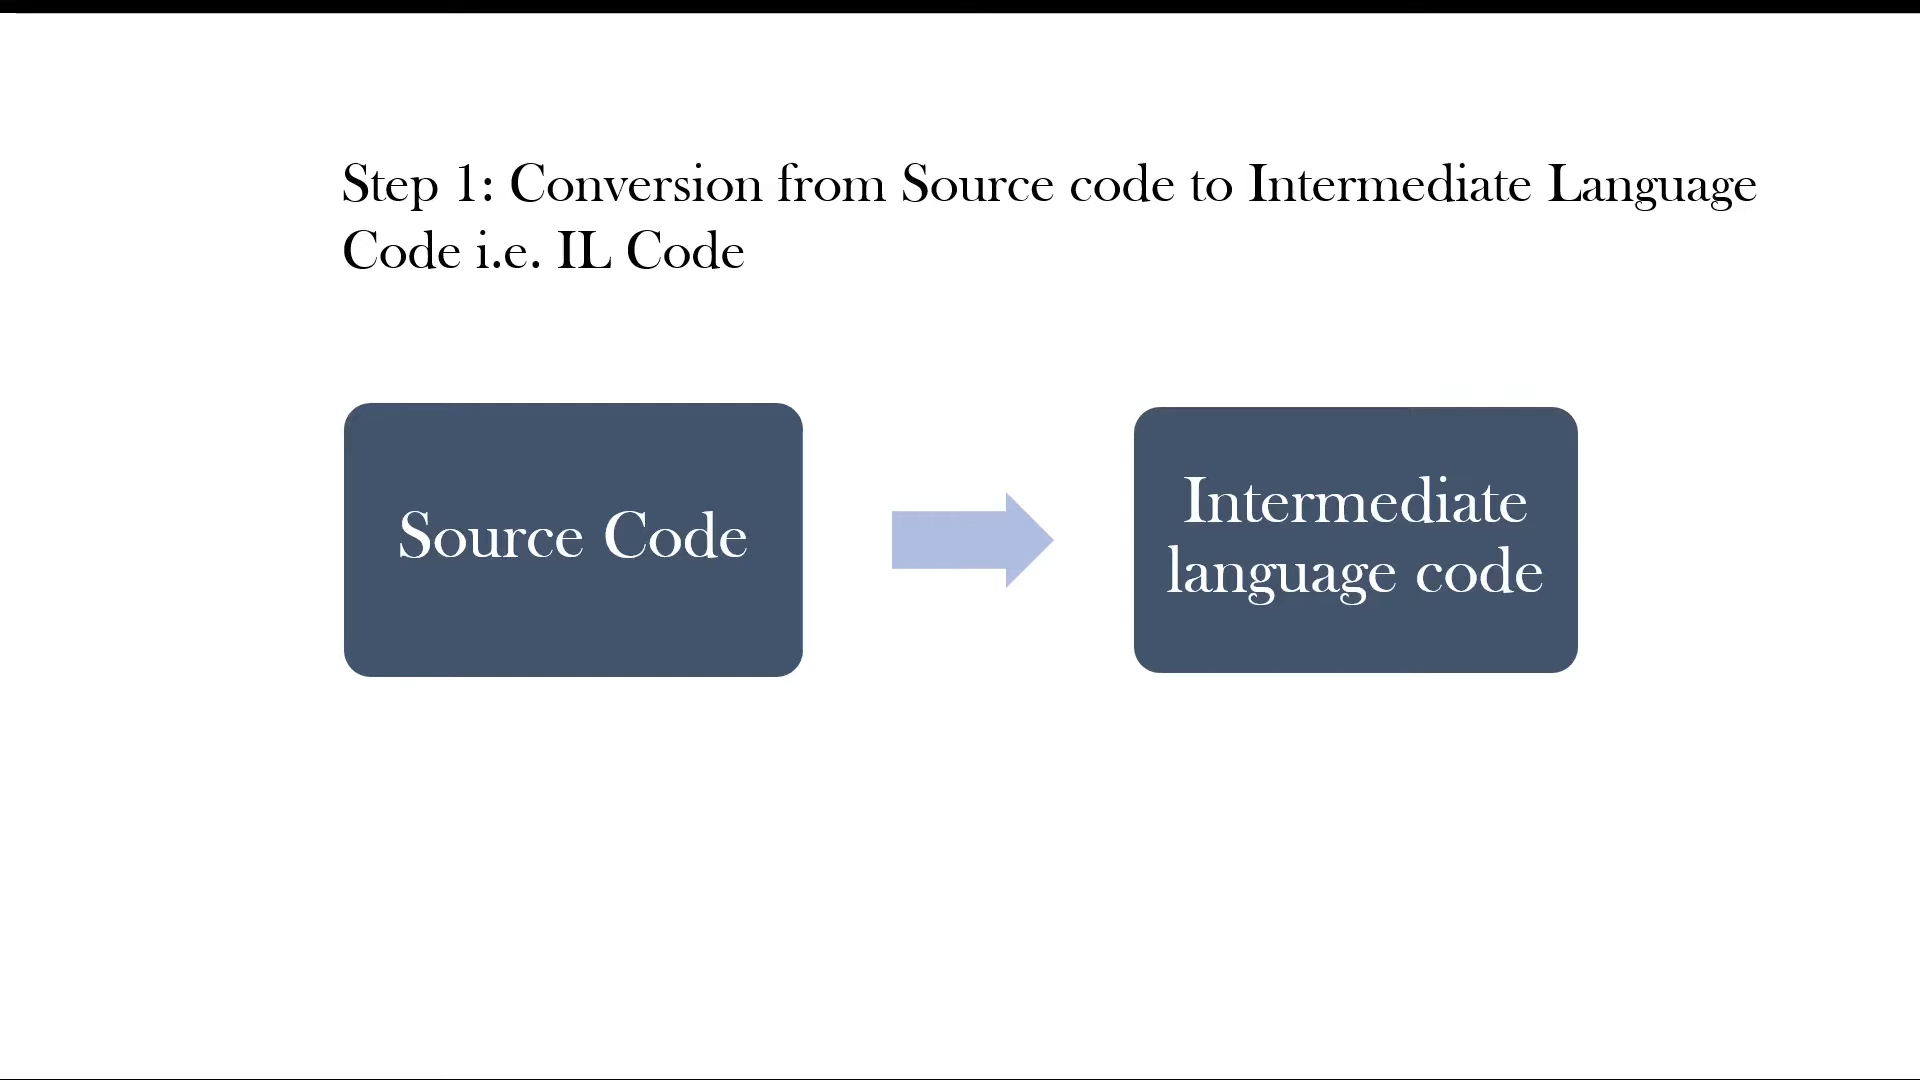 Step 1: Conversion from Source code to Intermediate Language
Code i.e. IL Code
Source Code
Intermediate
language code